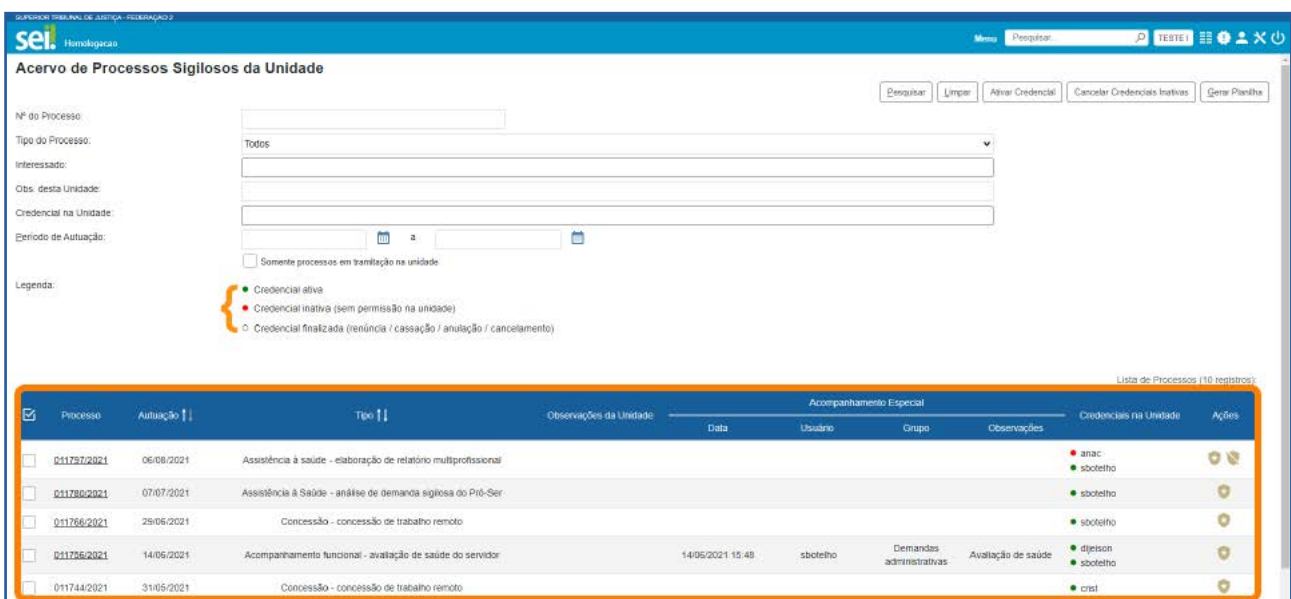 SUPERIOR TRIBUNAL DE JUSTIÇA - FEDERAÇÃO 2
sei. Homologacao
Menu Pesquisar... TESTE I
Acervo de Processos Sigilosos da Unidade
Pesquisar Limpar Ativar Credencial Cancelar Credenciais Inativas Gerar Planilha
Nº do Processo:
Tipo do Processo: Todos
Interessado:
Obs. desta Unidade:
Credencial na Unidade:
Período de Autuação: a
Somente processos em tramitação na unidade
Legenda:
Credencial ativa
Credencial inativa (sem permissão na unidade)
Credencial finalizada (renúncia / cassação / anulação / cancelamento)
Lista de Processos (10 registros):
Processo Autuação Tipo Observações da Unidade Acompanhamento Especial Credenciais na Unidade Ações
Data Usuário Grupo Observações
011797/2021 06/08/2021 Assistência à saúde - elaboração de relatório multiprofissional anac
sbotelho
011780/2021 07/07/2021 Assistência à Saúde - análise de demanda sigilosa do Pró-Ser sbotelho
011766/2021 29/06/2021 Concessão - concessão de trabalho remoto sbotelho
011756/2021 14/06/2021 Acompanhamento funcional - avaliação de saúde do servidor 14/06/2021 15:48 sbotelho Demandas administrativas Avaliação de saúde dijeison
sbotelho
011744/2021 31/05/2021 Concessão - concessão de trabalho remoto crist